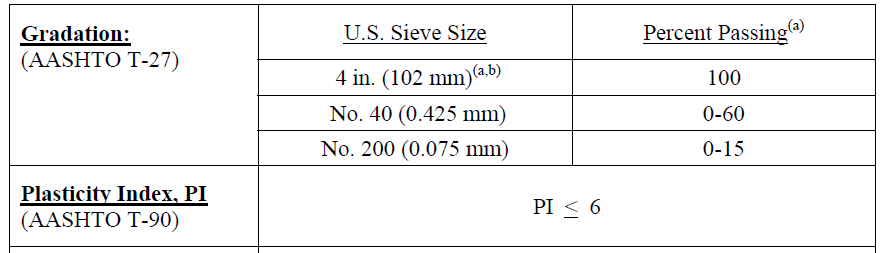 Gradation:
(AASHTO T-27)
U.S. Sieve Size
Percent Passing(a)
4 in. (102 mm)(a,b)
100
No. 40 (0.425 mm)
0-60
No. 200 (0.075 mm)
0-15
Plasticity Index, PI
(AASHTO T-90)
PI ≤ 6